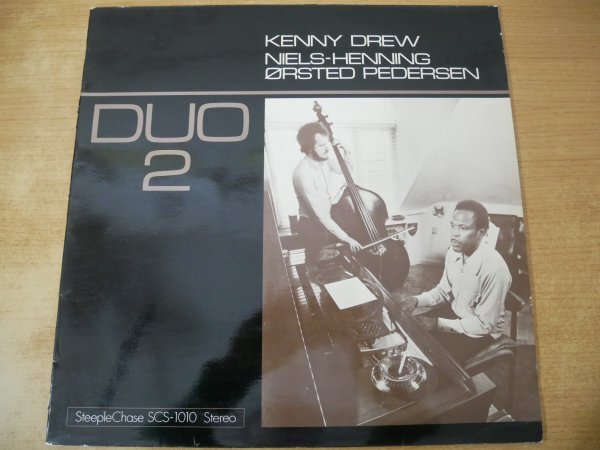 KENNY DREW
NIELS-HENNING
ØRSTED PEDERSEN
DUO
2
SteepleChase SCS-1010 Stereo